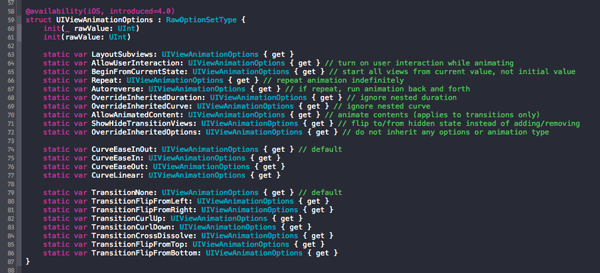 57
58 @availability(iOS, introduced=4.0)
59 struct UIViewAnimationOptions : RawOptionSetType {
60 init(_ rawValue: UInt)
61 init(rawValue: UInt)
62
63 static var LayoutSubviews: UIViewAnimationOptions { get }
64 static var AllowUserInteraction: UIViewAnimationOptions { get } // turn on user interaction while animating
65 static var BeginFromCurrentState: UIViewAnimationOptions { get } // start all views from current value, not initial value
66 static var Repeat: UIViewAnimationOptions { get } // repeat animation indefinitely
67 static var Autoreverse: UIViewAnimationOptions { get } // if repeat, run animation back and forth
68 static var OverrideInheritedDuration: UIViewAnimationOptions { get } // ignore nested duration
69 static var OverrideInheritedCurve: UIViewAnimationOptions { get } // ignore nested curve
70 static var AllowAnimatedContent: UIViewAnimationOptions { get } // animate contents (applies to transitions only)
71 static var ShowHideTransitionViews: UIViewAnimationOptions { get } // flip to/from hidden state instead of adding/removing
72 static var OverrideInheritedOptions: UIViewAnimationOptions { get } // do not inherit any options or animation type
73
74 static var CurveEaseInOut: UIViewAnimationOptions { get } // default
75 static var CurveEaseIn: UIViewAnimationOptions { get }
76 static var CurveEaseOut: UIViewAnimationOptions { get }
77 static var CurveLinear: UIViewAnimationOptions { get }
78
79 static var TransitionNone: UIViewAnimationOptions { get } // default
80 static var TransitionFlipFromLeft: UIViewAnimationOptions { get }
81 static var TransitionFlipFromRight: UIViewAnimationOptions { get }
82 static var TransitionCurlUp: UIViewAnimationOptions { get }
83 static var TransitionCurlDown: UIViewAnimationOptions { get }
84 static var TransitionCrossDissolve: UIViewAnimationOptions { get }
85 static var TransitionFlipFromTop: UIViewAnimationOptions { get }
86 static var TransitionFlipFromBottom: UIViewAnimationOptions { get }
87 }
88